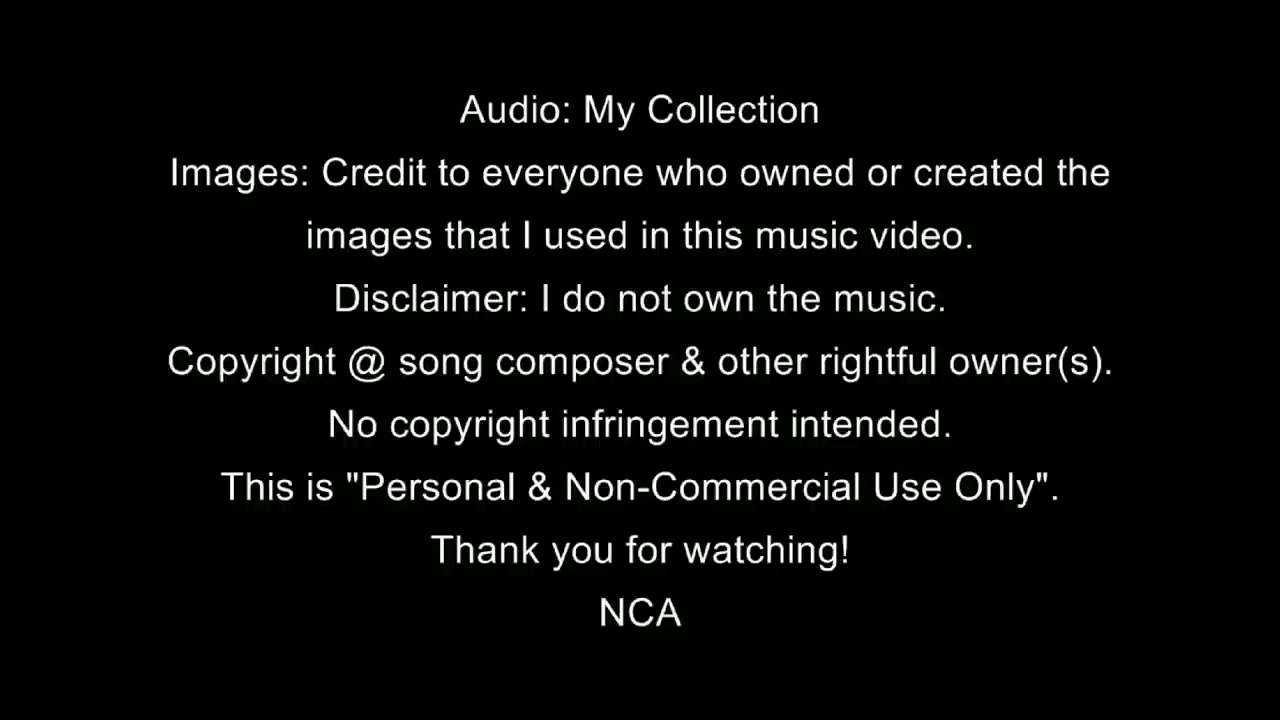 Audio: My Collection
Images: Credit to everyone who owned or created the
images that I used in this music video.
Disclaimer: I do not own the music.
Copyright @ song composer & other rightful owner(s).
No copyright infringement intended.
This is "Personal & Non-Commercial Use Only".
Thank you for watching!
NCA